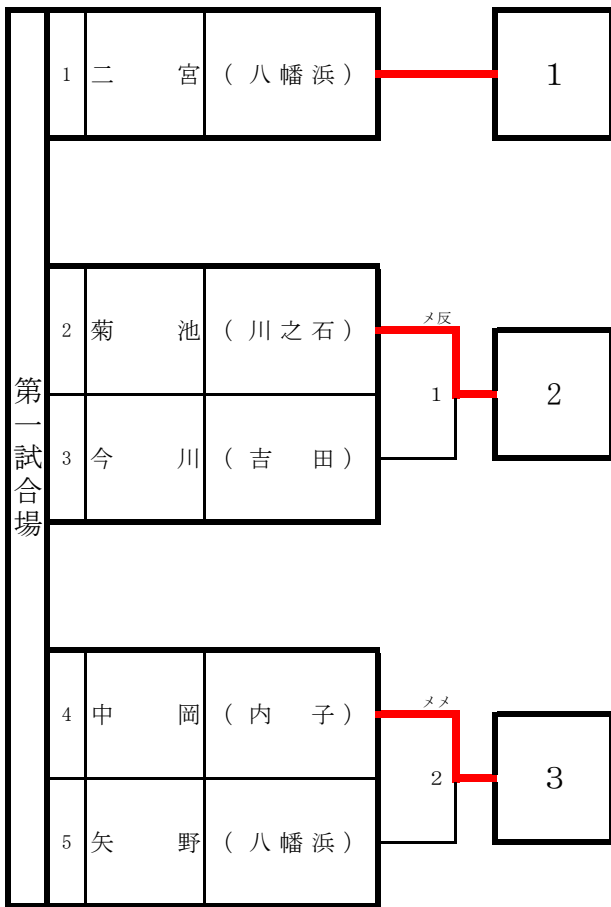 第一試合場
1 二宮 (八幡浜) 1
2 菊池 (川之石) メ反
1 2
3 今川 (吉田)
4 中岡 (内子) メメ
2 3
5 矢野 (八幡浜)